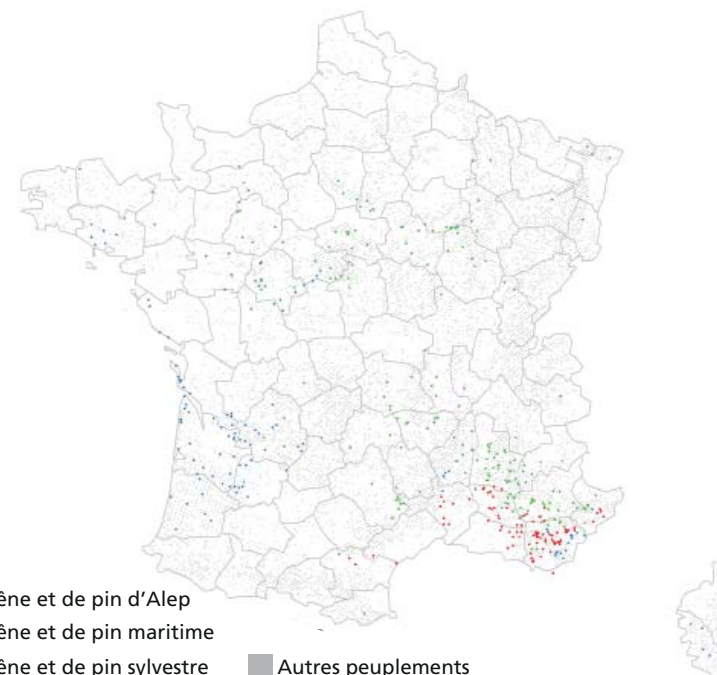 êne et de pin d'Alep
êne et de pin maritime
êne et de pin sylvestre Autres peuplements